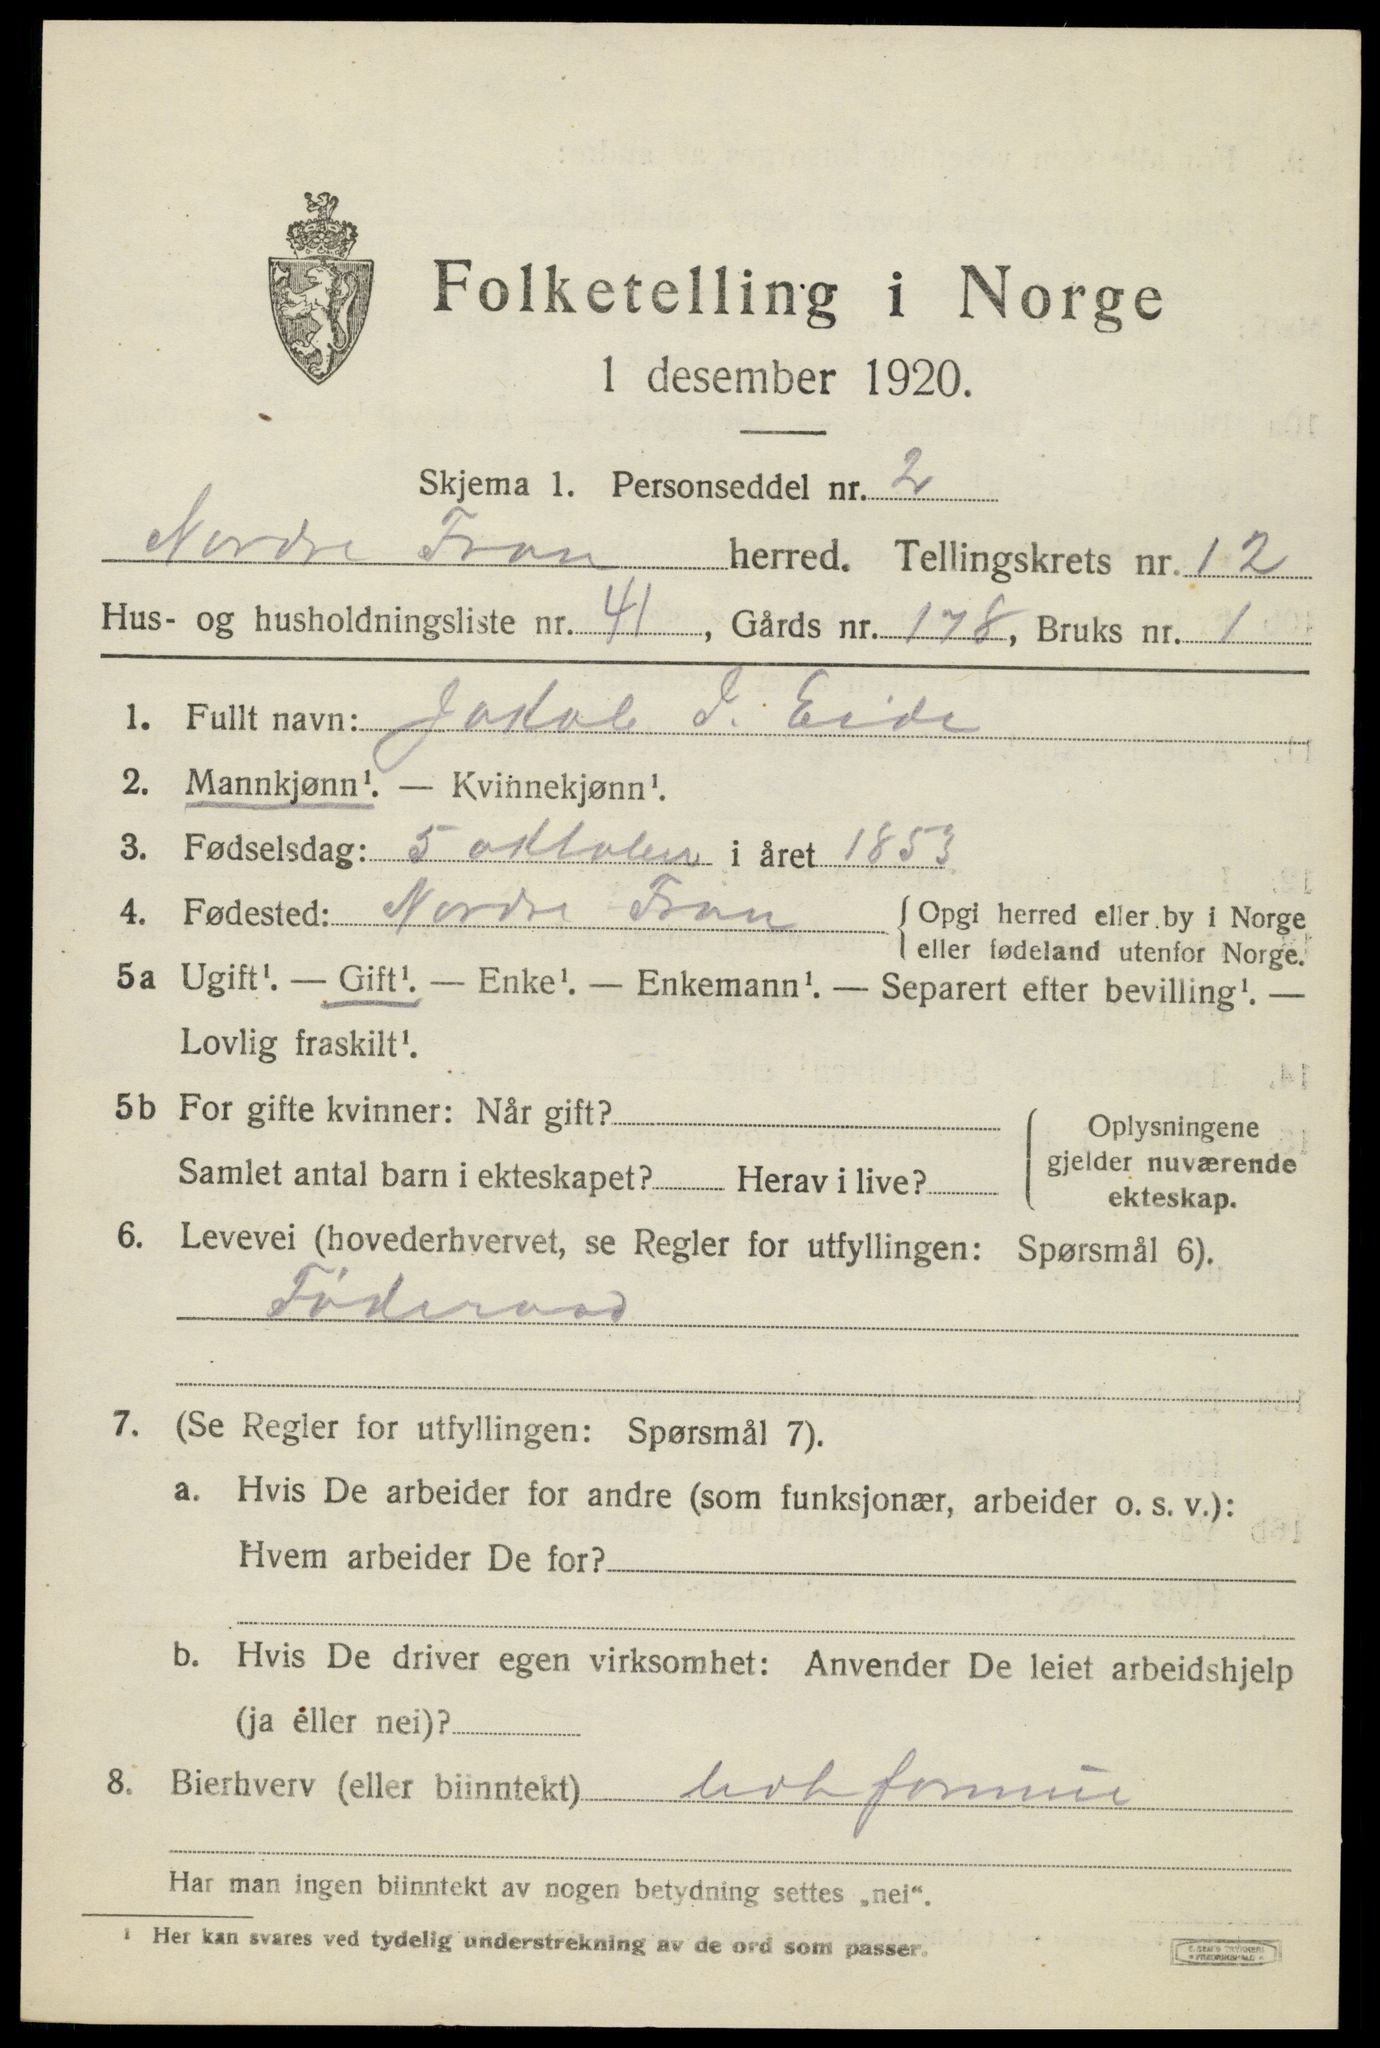 Folketelling i Norge
1 desember 1920.
Skjema 1. Personseddel nr. 2
Nordre Fron herred. Tellingskrets nr. 12
Hus- og husholdningsliste nr. 41, Gårds nr. 178, Bruks nr. 1
1. Fullt navn: Jakob I. Eide
2. Mannkjønn¹. — Kvinnekjønn¹.
3. Fødselsdag: 5 oktober i året 1853
4. Fødested: Nordre Fron { Opgi herred eller by i Norge
eller fødeland utenfor Norge.
5a Ugift¹. — Gift¹. — Enke¹. — Enkemann¹. — Separert efter bevilling¹. —
Lovlig fraskilt¹.
5b For gifte kvinner: Når gift?
Samlet antal barn i ekteskapet? Herav i live?
Oplysningene
gjelder nuværende
ekteskap.
6. Levevei (hovederhvervet, se Regler for utfyllingen: Spørsmål 6).
Föderaad
7. (Se Regler for utfyllingen: Spørsmål 7).
a. Hvis De arbeider for andre (som funksjonær, arbeider o. s. v.):
Hvem arbeider De for?
b. Hvis De driver egen virksomhet: Anvender De leiet arbeidshjelp
(ja eller nei)?
8. Bierhverv (eller biinntekt) formue
Har man ingen biinntekt av nogen betydning settes „nei“.
¹ Her kan svares ved tydelig understrekning av de ord som passer.